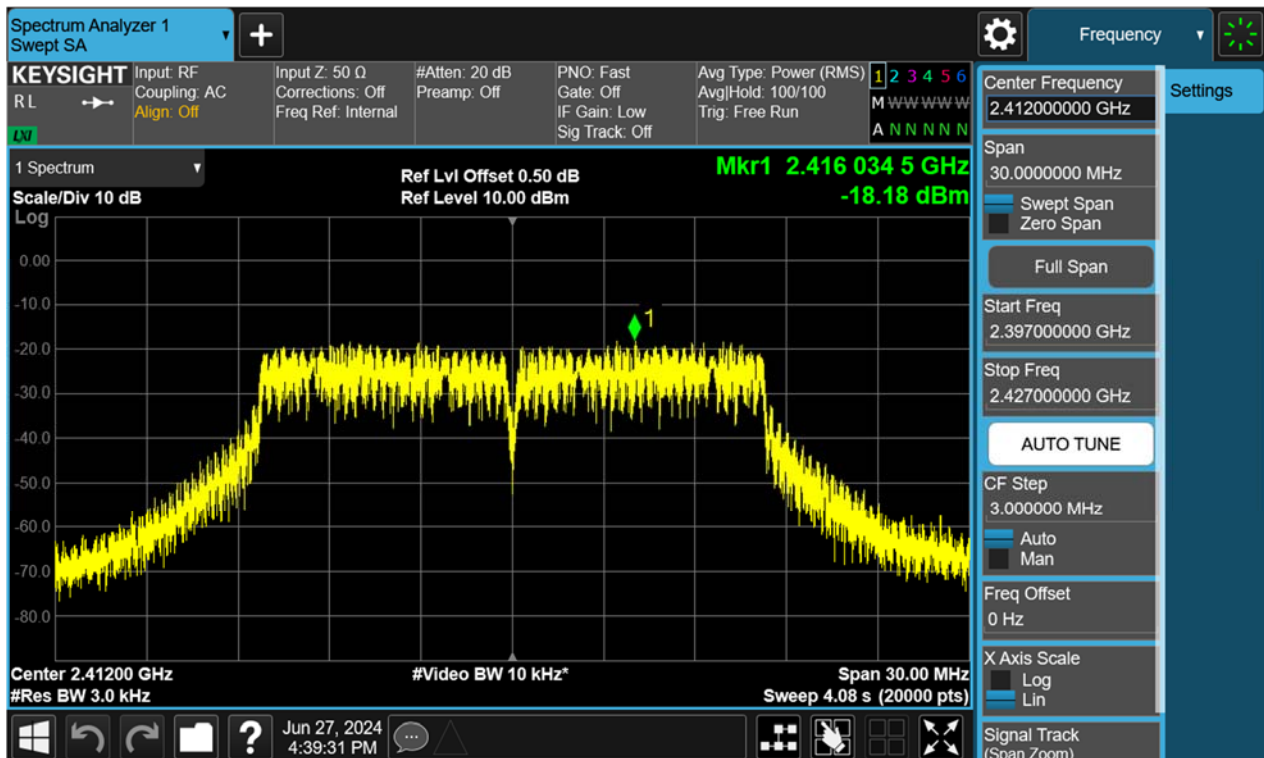 Spectrum Analyzer 1
Swept SA
+
Frequency
KEYSIGHT
R L
LXI
Input: RF
Coupling: AC
Align: Off
Input Z: 50 Ω
Corrections: Off
Freq Ref: Internal
#Atten: 20 dB
Preamp: Off
PNO: Fast
Gate: Off
IF Gain: Low
Sig Track: Off
Avg Type: Power (RMS)
Avg|Hold: 100/100
Trig: Free Run
1 2 3 4 5 6
M W W W W W W
A N N N N N
1 Spectrum
Scale/Div 10 dB
Log
Ref Lvl Offset 0.50 dB
Ref Level 10.00 dBm
Mkr1 2.416 034 5 GHz
-18.18 dBm
0.00
-10.0
-20.0
-30.0
-40.0
-50.0
-60.0
-70.0
-80.0
1
Center 2.41200 GHz
#Res BW 3.0 kHz
#Video BW 10 kHz*
Span 30.00 MHz
Sweep 4.08 s (20000 pts)
Center Frequency
2.412000000 GHz
Span
30.0000000 MHz
Swept Span
Zero Span
Full Span
Start Freq
2.397000000 GHz
Stop Freq
2.427000000 GHz
AUTO TUNE
CF Step
3.000000 MHz
Auto
Man
Freq Offset
0 Hz
X Axis Scale
Log
Lin
Signal Track
(Span Zoom)
Settings
?
Jun 27, 2024
4:39:31 PM